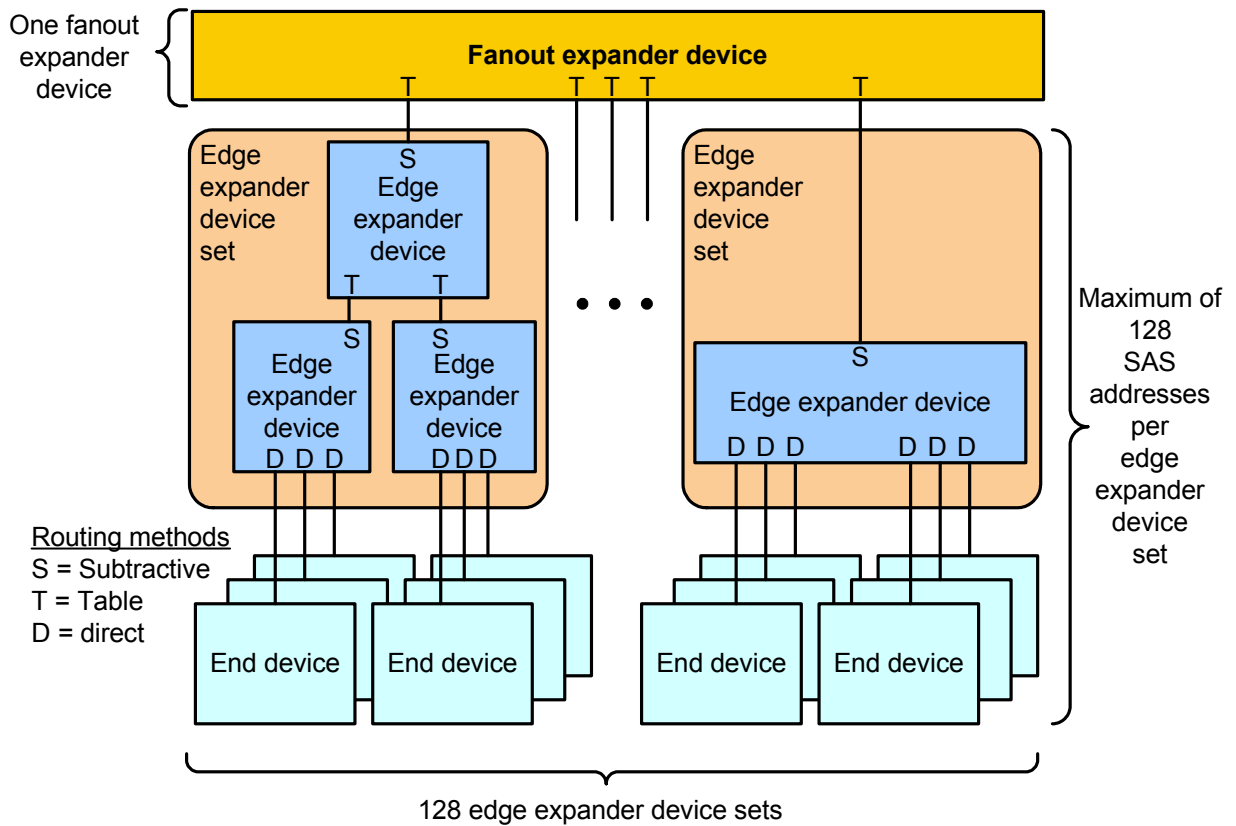 One fanout
expander
device
Fanout expander device
T
T T T
T
Edge
expander
device
set
S
Edge
expander
device
T T
S
Edge
expander
device
D D D
S
Edge
expander
device
D D D
Edge
expander
device
set
S
Edge expander device
D D D
D D D
Maximum of
128
SAS
addresses
per
edge
expander
device
set
Routing methods
S = Subtractive
T = Table
D = direct
End device
End device
End device
End device
128 edge expander device sets